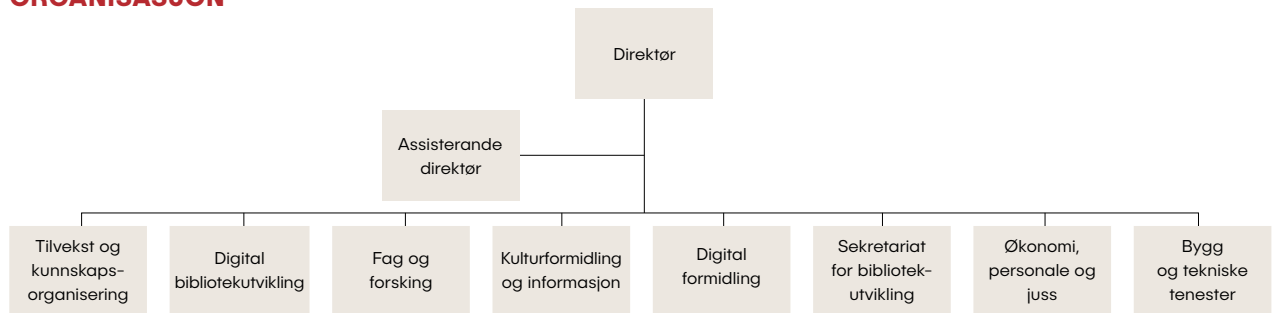 ORGANISASJON
Direktør
Assisterande
direktør
Tilvekst og
kunnskaps-
organisering
Digital
bibliotekutvikling
Fag og
forsking
Kulturformidling
og informasjon
Digital
formidling
Sekretariat
for bibliotek-
utvikling
Økonomi,
personale og
juss
Bygg
og tekniske
tenester